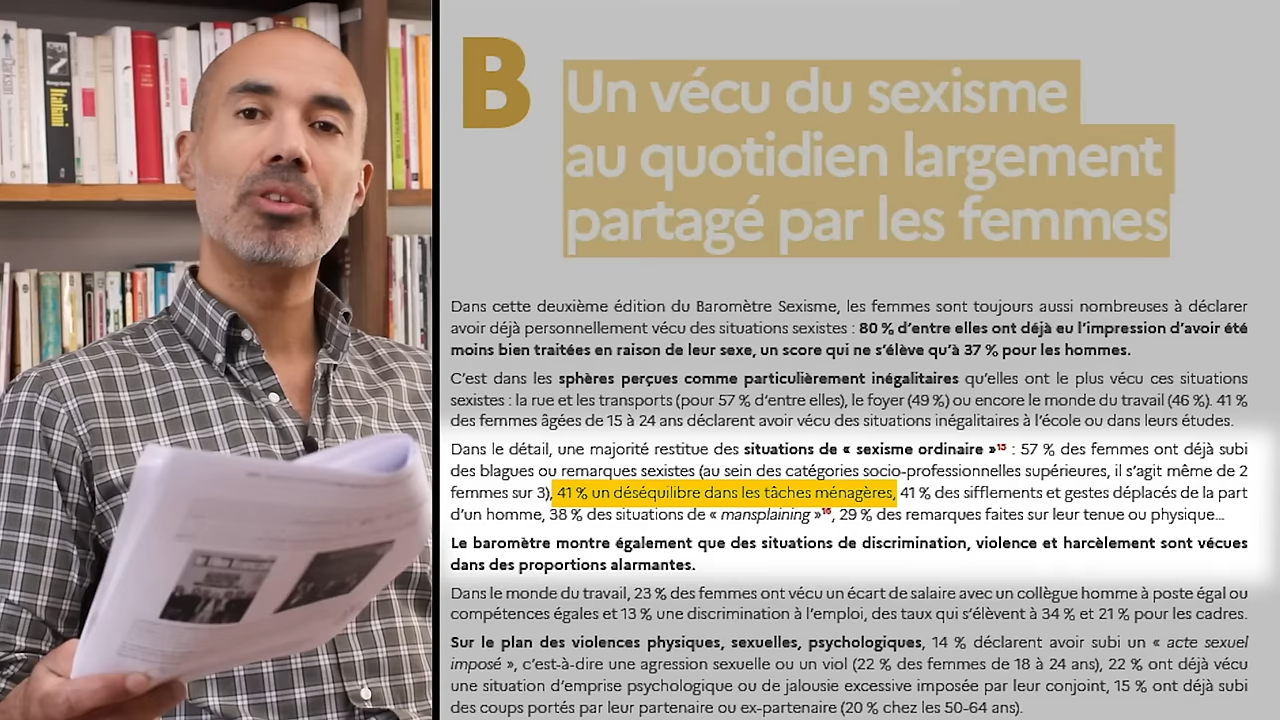 Italiani
B
Un vécu du sexisme
au quotidien largement
partagé par les femmes
Dans cette deuxième édition du Baromètre Sexisme, les femmes sont toujours aussi nombreuses à déclarer
avoir déjà personnellement vécu des situations sexistes : 80 % d’entre elles ont déjà eu l’impression d’avoir été
moins bien traitées en raison de leur sexe, un score qui ne s’élève qu’à 37 % pour les hommes.
C’est dans les sphères perçues comme particulièrement inégalitaires qu’elles ont le plus vécu ces situations
sexistes : la rue et les transports (pour 57 % d’entre elles), le foyer (49 %) ou encore le monde du travail (46 %). 41 %
des femmes âgées de 15 à 24 ans déclarent avoir vécu des situations inégalitaires à l’école ou dans leurs études.
Dans le détail, une majorité restitue des situations de « sexisme ordinaire »¹⁵ : 57 % des femmes ont déjà subi
des blagues ou remarques sexistes (au sein des catégories socio-professionnelles supérieures, il s’agit même de 2
femmes sur 3), 41 % un déséquilibre dans les tâches ménagères, 41 % des sifflements et gestes déplacés de la part
d’un homme, 38 % des situations de « mansplaining »¹⁶, 29 % des remarques faites sur leur tenue ou physique...
Le baromètre montre également que des situations de discrimination, violence et harcèlement sont vécues
dans des proportions alarmantes.
Dans le monde du travail, 23 % des femmes ont vécu un écart de salaire avec un collègue homme à poste égal ou
compétences égales et 13 % une discrimination à l’emploi, des taux qui s’élèvent à 34 % et 21 % pour les cadres.
Sur le plan des violences physiques, sexuelles, psychologiques, 14 % déclarent avoir subi un « acte sexuel
imposé », c’est-à-dire une agression sexuelle ou un viol (22 % des femmes de 18 à 24 ans), 22 % ont déjà vécu
une situation d’emprise psychologique ou de jalousie excessive imposée par leur conjoint, 15 % ont déjà subi
des coups portés par leur partenaire ou ex-partenaire (20 % chez les 50-64 ans).